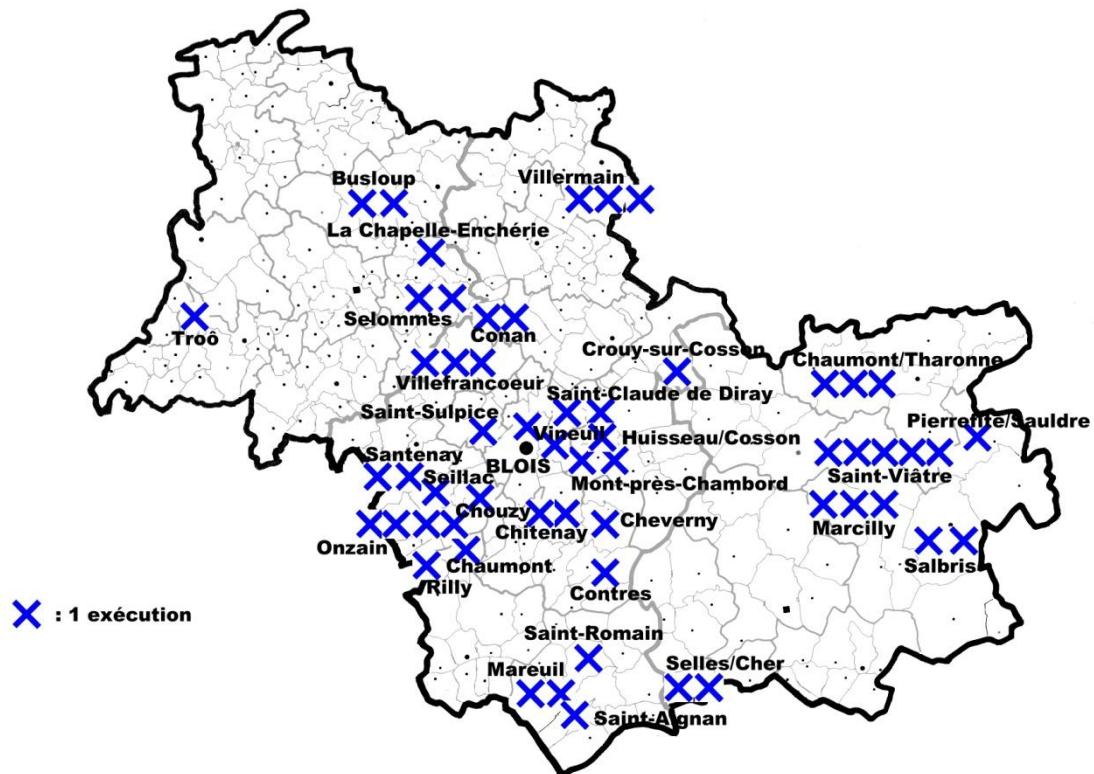 Busloup
Villermain
La Chapelle-Enchérie
Selommes
Conan
Troô
Crouy-sur-Cosson
Chaumont/Tharonne
Villefrancoeur
Saint-Claude de Diray
Saint-Sulpice
Pierrefite/Sauldre
Vineuil
Huisseau/Cosson
BLOIS
Santenay
Saint-Viâtre
Seillac
Mont-près-Chambord
Chouzy
Cheverny
Marcilly
Onzain
Chitenay
Salbris
Chaumont
Rilly
Contres
: 1 exécution
Saint-Romain
Mareuil
Selles/Cher
Saint-Aignan